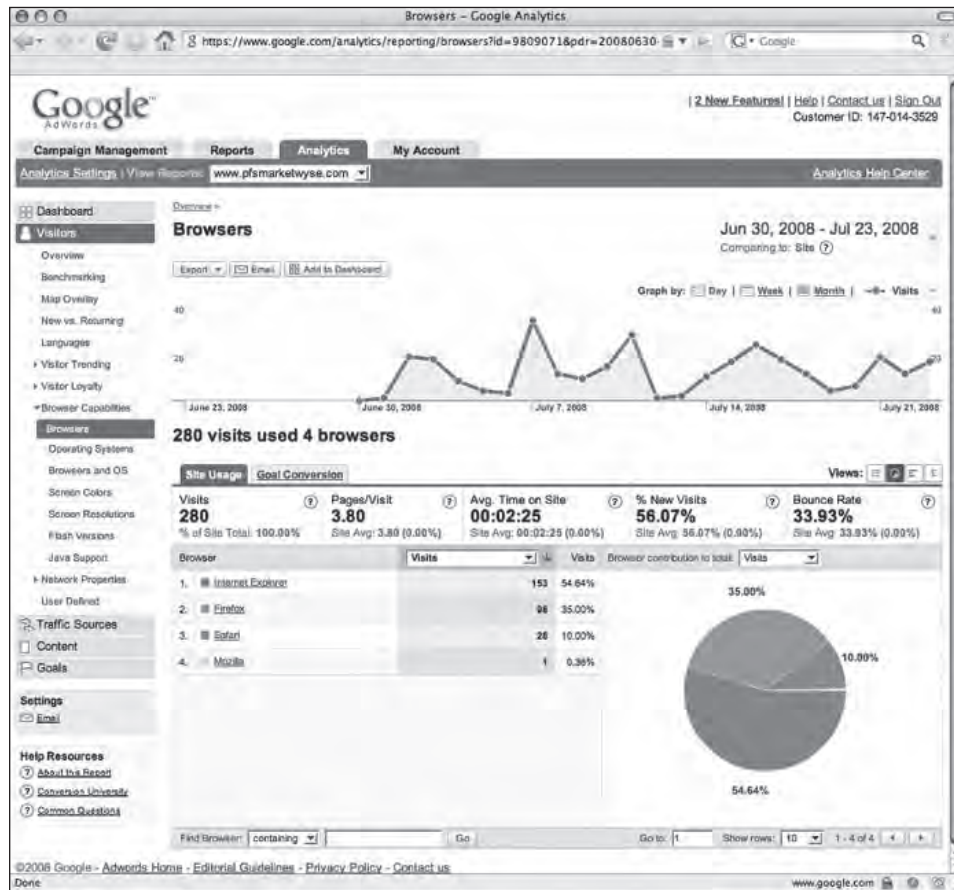 Browsers – Google Analytics
https://www.google.com/analytics/reporting/browsers?id=9809071&pdr=20080630-
Google
Google
AdWords
| 2 New Features! | Help | Contact us | Sign Out
Customer ID: 147-014-3529
Campaign Management Reports Analytics My Account
Analytics Settings | View Reports: www.pfsmarketwyse.com Analytics Help Center
Dashboard
Visitors
Overview
Benchmarking
Map Overlay
New vs. Returning
Languages
Visitor Trending
Visitor Loyalty
Browser Capabilities
Browsers
Operating Systems
Browsers and OS
Screen Colors
Screen Resolutions
Flash Versions
Java Support
Network Properties
User Defined
Traffic Sources
Content
Goals
Settings
Email
Help Resources
? About this Report
? Conversion University
? Common Questions
Overview »
Browsers
Jun 30, 2008 - Jul 23, 2008
Comparing to: Site ?
Export Email Add to Dashboard
Graph by: Day | Week | Month | Visits
40 40
20 20
June 23, 2008 June 30, 2008 July 7, 2008 July 14, 2008 July 21, 2008
280 visits used 4 browsers
Site Usage Goal Conversion Views:
Visits ? Pages/Visit ? Avg. Time on Site ? % New Visits ? Bounce Rate ?
280 3.80 00:02:25 56.07% 33.93%
% of Site Total: 100.00% Site Avg: 3.80 (0.00%) Site Avg: 00:02:25 (0.00%) Site Avg: 56.07% (0.00%) Site Avg: 33.93% (0.00%)
Browser Visits Visits Browser contribution to total: Visits
1. Internet Explorer 153 54.64%
2. Firefox 98 35.00%
3. Safari 28 10.00%
4. Mozilla 1 0.36%
35.00%
10.00%
54.64%
Find Browser: containing Go Go to: 1 Show rows: 10 1 - 4 of 4
©2008 Google - Adwords Home - Editorial Guidelines - Privacy Policy - Contact us
Done www.google.com